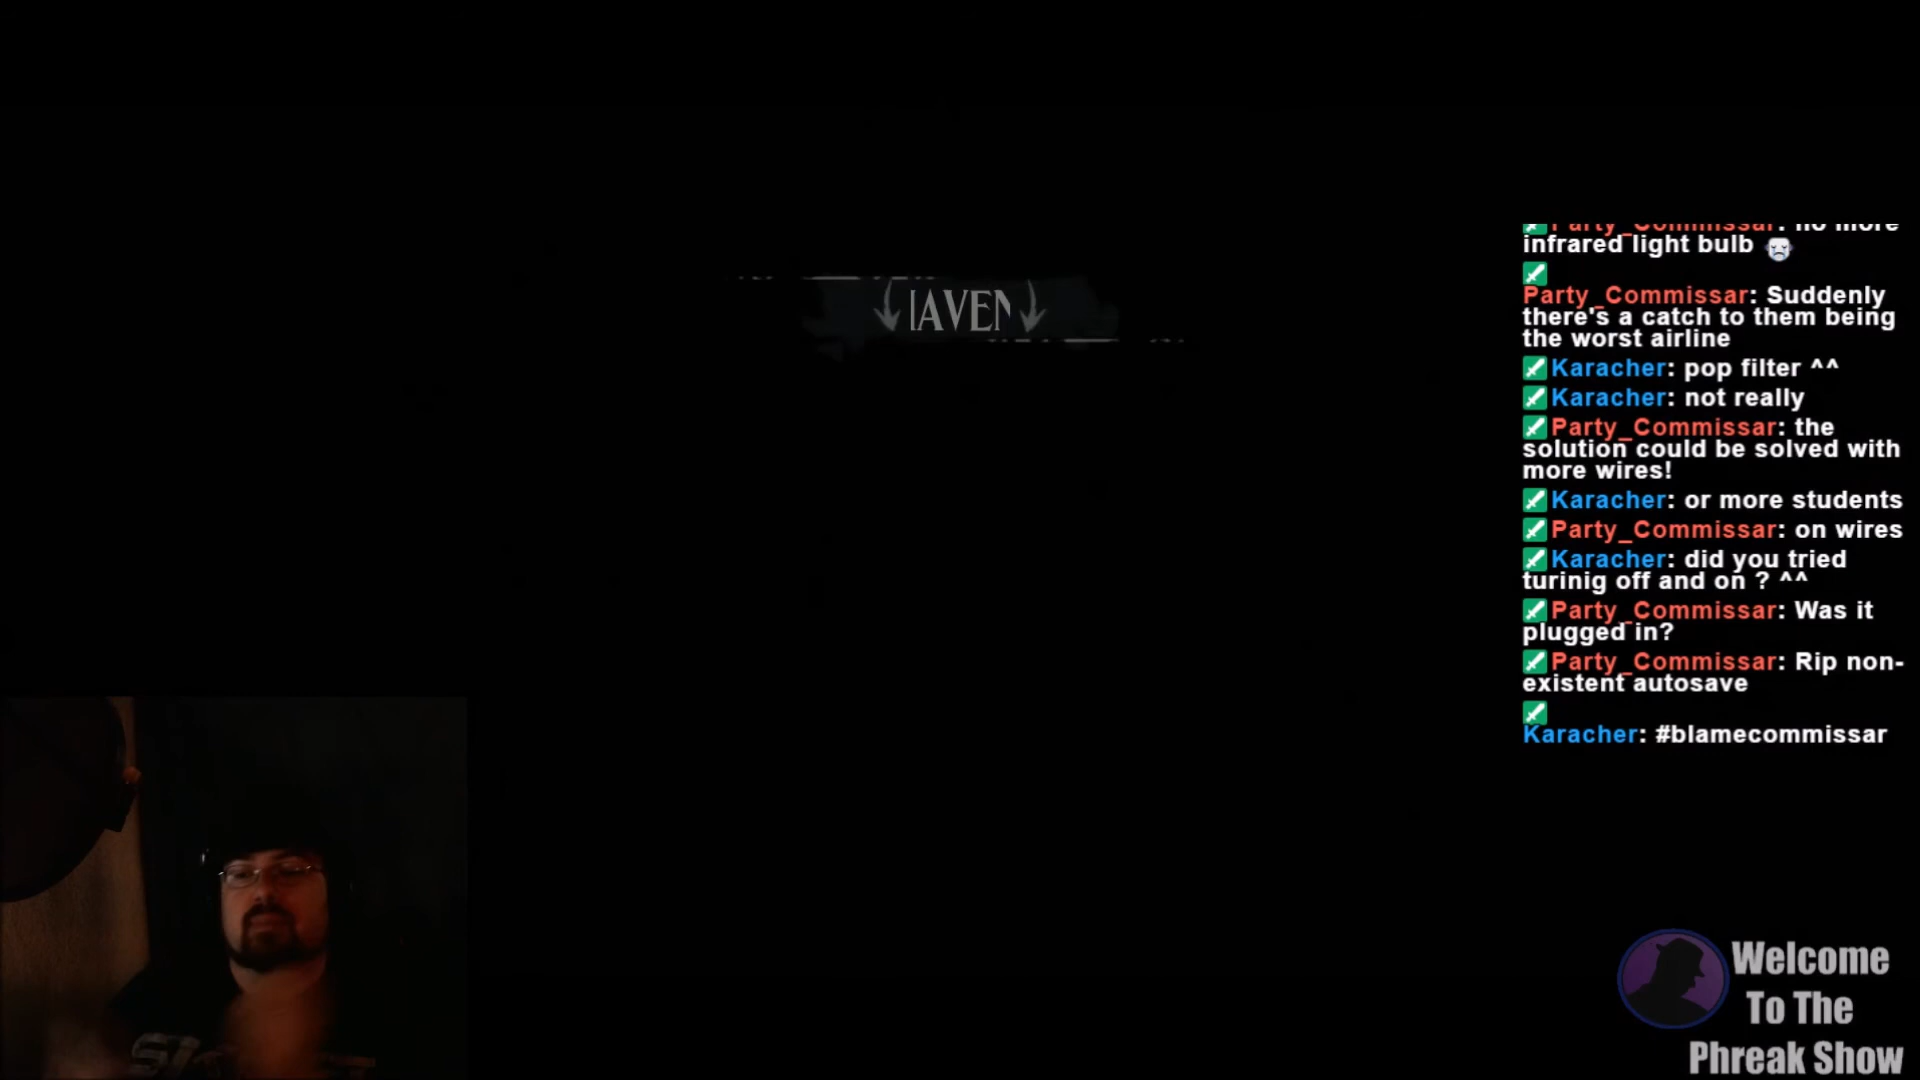 HAVEN
infrared light bulb
Party_Commissar: Suddenly
there's a catch to them being
the worst airline
Karacher: pop filter ^^
Karacher: not really
Party_Commissar: the
solution could be solved with
more wires!
Karacher: or more students
Party_Commissar: on wires
Karacher: did you tried
turinig off and on ? ^^
Party_Commissar: Was it
plugged in?
Party_Commissar: Rip non-
existent autosave
Karacher: #blamecommissar
Welcome
To The
Phreak Show